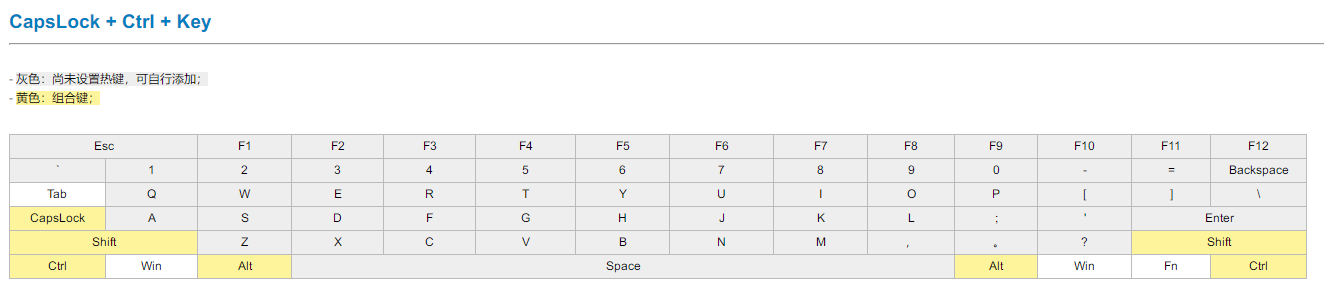 CapsLock + Ctrl + Key
- 灰色：尚未设置热键，可自行添加；
- 黄色：组合键；
Esc F1 F2 F3 F4 F5 F6 F7 F8 F9 F10 F11 F12
` 1 2 3 4 5 6 7 8 9 0 - = Backspace
Tab Q W E R T Y U I O P [ ] \
CapsLock A S D F G H J K L ; ' Enter
Shift Z X C V B N M , 。 ? Shift
Ctrl Win Alt Space Alt Win Fn Ctrl